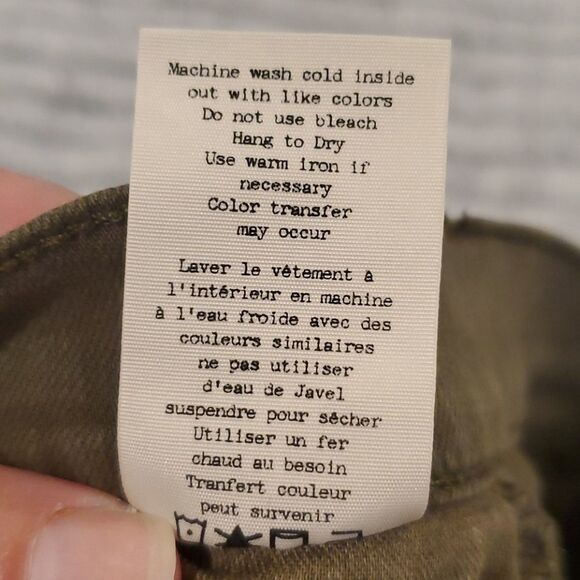 Machine wash cold inside
out with like colors
Do not use bleach
Hang to Dry
Use warm iron if
necessary
Color transfer
may occur
Laver le vêtement à
l'intérieur en machine
à l'eau froide avec des
couleurs similaires
ne pas utiliser
d'eau de Javel
suspendre pour sêcher
Utiliser un fer
chaud au besoin
Tranfert couleur
peut survenir